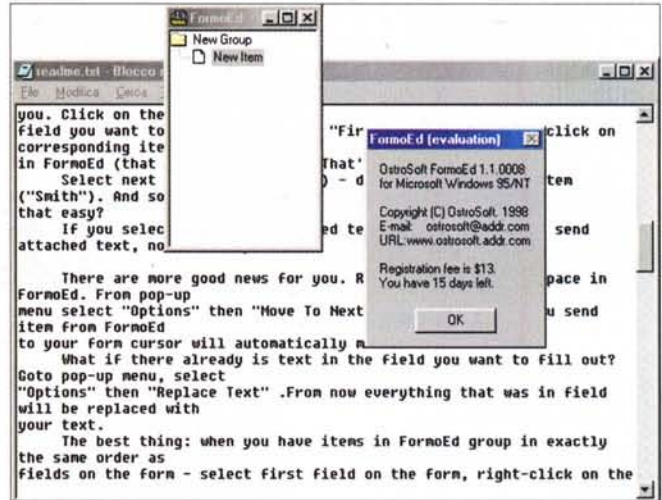 FormoEd
New Group
New Item
readme.txt - Blocco
File Modifica Cerca
you. Click on the
field you want to "Fir click on
corresponding ite
in FormoEd (that That'
Select next ) - d tem
("Smith"). And so
that easy?
If you selec ed te send
attached text, no
There are more good news for you. R pace in
FormoEd. From pop-up
menu select "Options" then "Move To Next u send
item from FormoEd
to your form cursor will automatically m
What if there already is text in the field you want to fill out?
Goto pop-up menu, select
"Options" then "Replace Text" .From now everything that was in field
will be replaced with
your text.
The best thing: when you have items in FormoEd group in exactly
the same order as
fields on the form - select first field on the form, right-click on the
FormoEd (evaluation)
OstroSoft FormoEd 1.1.0008
for Microsoft Windows 95/NT
Copyright (C) OstroSoft, 1998
E-mail: ostrosoft@addr.com
URL:www.ostrosoft.addr.com
Registration fee is $13.
You have 15 days left.
OK